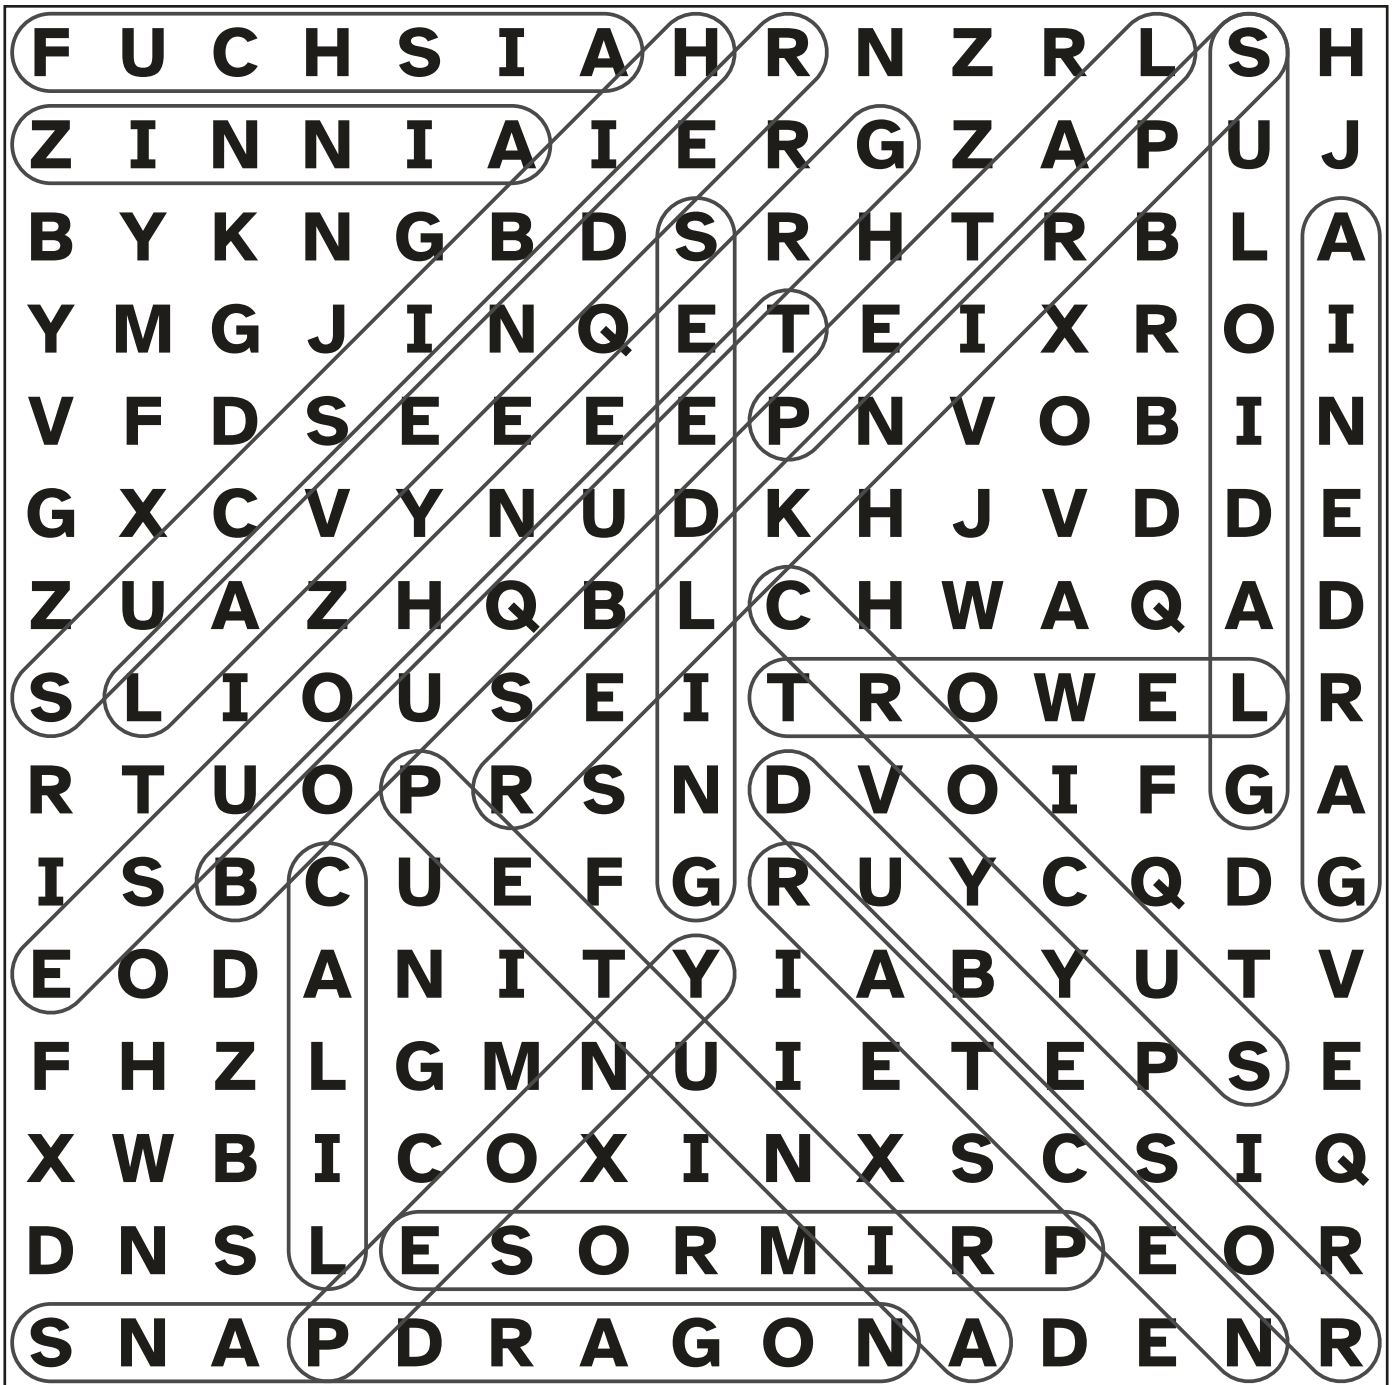 F U C H S I A H R N Z R L S H
Z I N N I A I E R G Z A P U J
B Y K N G B D S R H T R B L A
Y M G J I N Q E T E I X R O I
V F D S E E E E P N V O B I N
G X C V Y N U D K H J V D D E
Z U A Z H Q B L C H W A Q A D
S L I O U S E I T R O W E L R
R T U O P R S N D V O I F G A
I S B C U E F G R U Y C Q D G
E O D A N I T Y I A B Y U T V
F H Z L G M N U I E T E P S E
X W B I C O X I N X S C S I Q
D N S L E S O R M I R P E O R
S N A P D R A G O N A D E N R